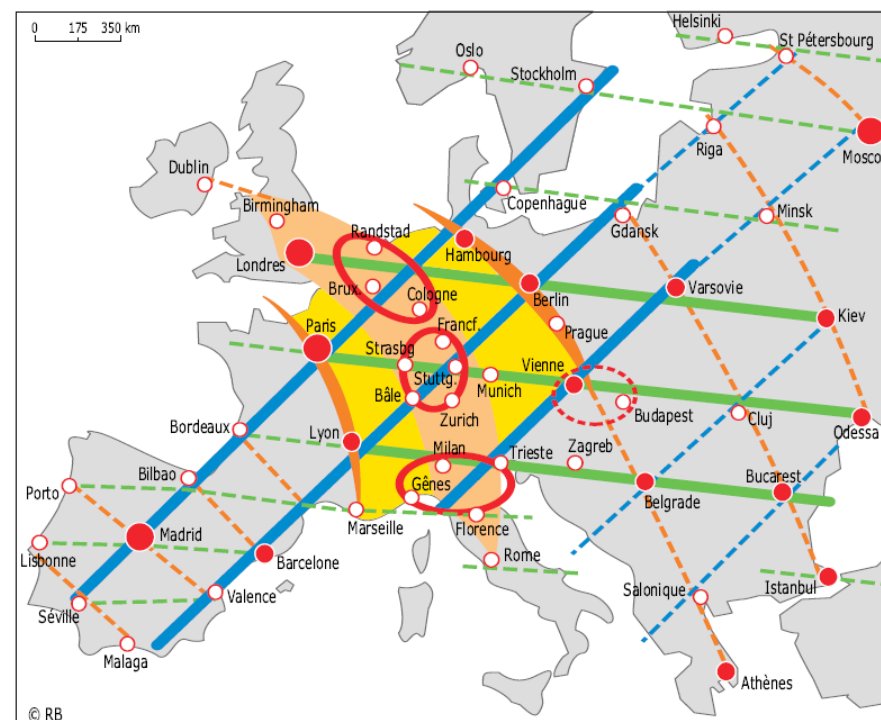 0 175 350 km
Helsinki
St Pétersbourg
Oslo
Stockholm
Riga
Mosco
Dublin
Birmingham
Copenhague
Minsk
Randstad
Gdansk
Londres
Hambourg
Brux.
Berlin
Varsovie
Cologne
Kiev
Paris
Francf.
Prague
Strasbg
Vienne
Stuttg.
Munich
Bâle
Budapest
Zurich
Cluj
Odessa
Bordeaux
Lyon
Milan
Trieste
Zagreb
Bilbao
Gênes
Bucarest
Porto
Belgrade
Marseille
Florence
Madrid
Lisbonne
Barcelone
Rome
Istanbul
Séville
Valence
Salonique
Malaga
Athènes
© RB